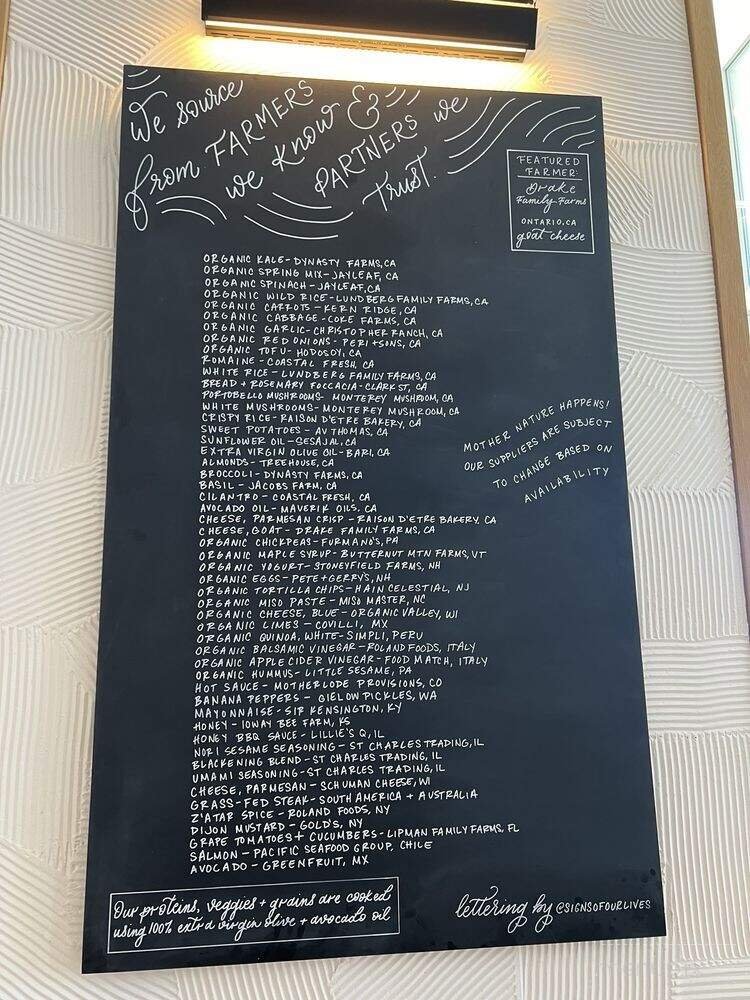 We source
from FARMERS
we know &
PARTNERS we
trust.
FEATURED
FARMER:
Drake
Family Farms
ONTARIO, CA
goat cheese
ORGANIC KALE - DYNASTY FARMS, CA
ORGANIC SPRING MIX - JAYLEAF, CA
ORGANIC SPINACH - JAYLEAF, CA
ORGANIC WILD RICE - LUNDBERG FAMILY FARMS, CA
ORGANIC CARROTS - KERN RIDGE, CA
ORGANIC CABBAGE - COKE FARMS, CA
ORGANIC GARLIC - CHRISTOPHER RANCH, CA
ORGANIC RED ONIONS - PERI + SONS, CA
ORGANIC TOFU - HODOSOY, CA
ROMAINE - COASTAL FRESH, CA
WHITE RICE - LUNDBERG FAMILY FARMS, CA
BREAD + ROSEMARY FOCCACIA - CLARK ST, CA
PORTOBELLO MUSHROOMS - MONTEREY MUSHROOM, CA
WHITE MUSHROOMS - MONTEREY MUSHROOM, CA
CRISPY RICE - RAISON D'ETRE BAKERY, CA
SWEET POTATOES - AV THOMAS, CA
SUNFLOWER OIL - SESAJAL, CA
EXTRA VIRGIN OLIVE OIL - BARI, CA
ALMONDS - TREEHOUSE, CA
BROCCOLI - DYNASTY FARMS, CA
BASIL - JACOBS FARM, CA
CILANTRO - COASTAL FRESH, CA
AVOCADO OIL - MAVERIK OILS, CA
CHEESE, PARMESAN CRISP - RAISON D'ETRE BAKERY, CA
CHEESE, GOAT - DRAKE FAMILY FARMS, CA
ORGANIC CHICKPEAS - FURMANO'S, PA
ORGANIC MAPLE SYRUP - BUTTERNUT MTN FARMS, VT
ORGANIC YOGURT - STONEYFIELD FARMS, NH
ORGANIC EGGS - PETE + GERRY'S, NH
ORGANIC TORTILLA CHIPS - HAIN CELESTIAL, NJ
ORGANIC MISO PASTE - MISO MASTER, NC
ORGANIC CHEESE, BLUE - ORGANIC VALLEY, WI
ORGANIC LIMES - COVILLI, MX
ORGANIC QUINOA, WHITE - SIMPLI, PERU
ORGANIC BALSAMIC VINEGAR - ROLAND FOODS, ITALY
ORGANIC APPLE CIDER VINEGAR - FOOD MATCH, ITALY
ORGANIC HUMMUS - LITTLE SESAME, PA
HOT SAUCE - MOTHERLODE PROVISIONS, CO
BANANA PEPPERS - GIELOW PICKLES, WA
MAYONNAISE - SIR KENSINGTON, KY
HONEY - IOWAY BEE FARM, KS
HONEY BBQ SAUCE - LILLIE'S Q, IL
NORI SESAME SEASONING - ST CHARLES TRADING, IL
BLACKENING BLEND - ST CHARLES TRADING, IL
UMAMI SEASONING - ST CHARLES TRADING, IL
CHEESE, PARMESAN - SCHUMAN CHEESE, WI
GRASS-FED STEAK - SOUTH AMERICA + AUSTRALIA
Z'ATAR SPICE - ROLAND FOODS, NY
DIJON MUSTARD - GOLD'S, NY
GRAPE TOMATOES + CUCUMBERS - LIPMAN FAMILY FARMS, FL
SALMON - PACIFIC SEAFOOD GROUP, CHILE
AVOCADO - GREENFRUIT, MX
MOTHER NATURE HAPPENS!
OUR SUPPLIERS ARE SUBJECT
TO CHANGE BASED ON
AVAILABILITY
Our proteins, veggies + grains are cooked
using 100% extra virgin olive + avocado oil
lettering by @SIGNSOFOURLIVES